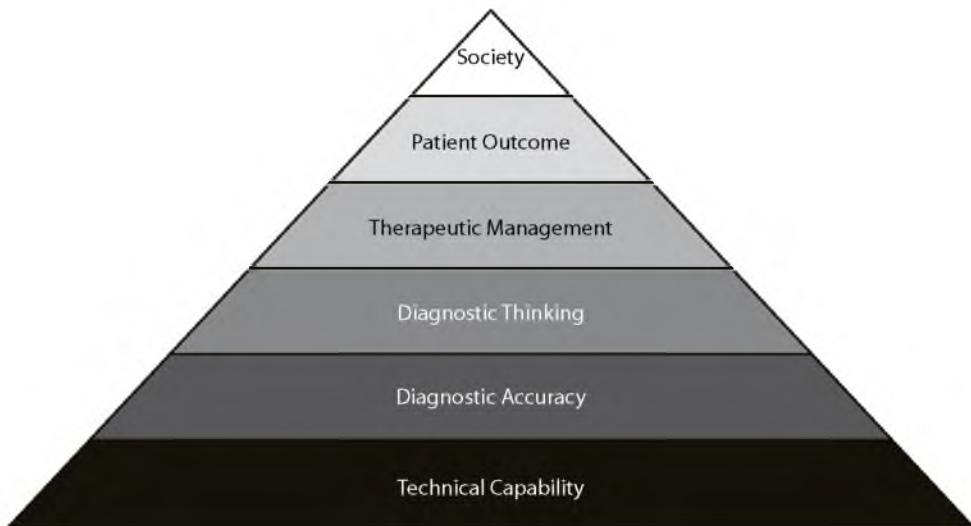 Society
Patient Outcome
Therapeutic Management
Diagnostic Thinking
Diagnostic Accuracy
Technical Capability